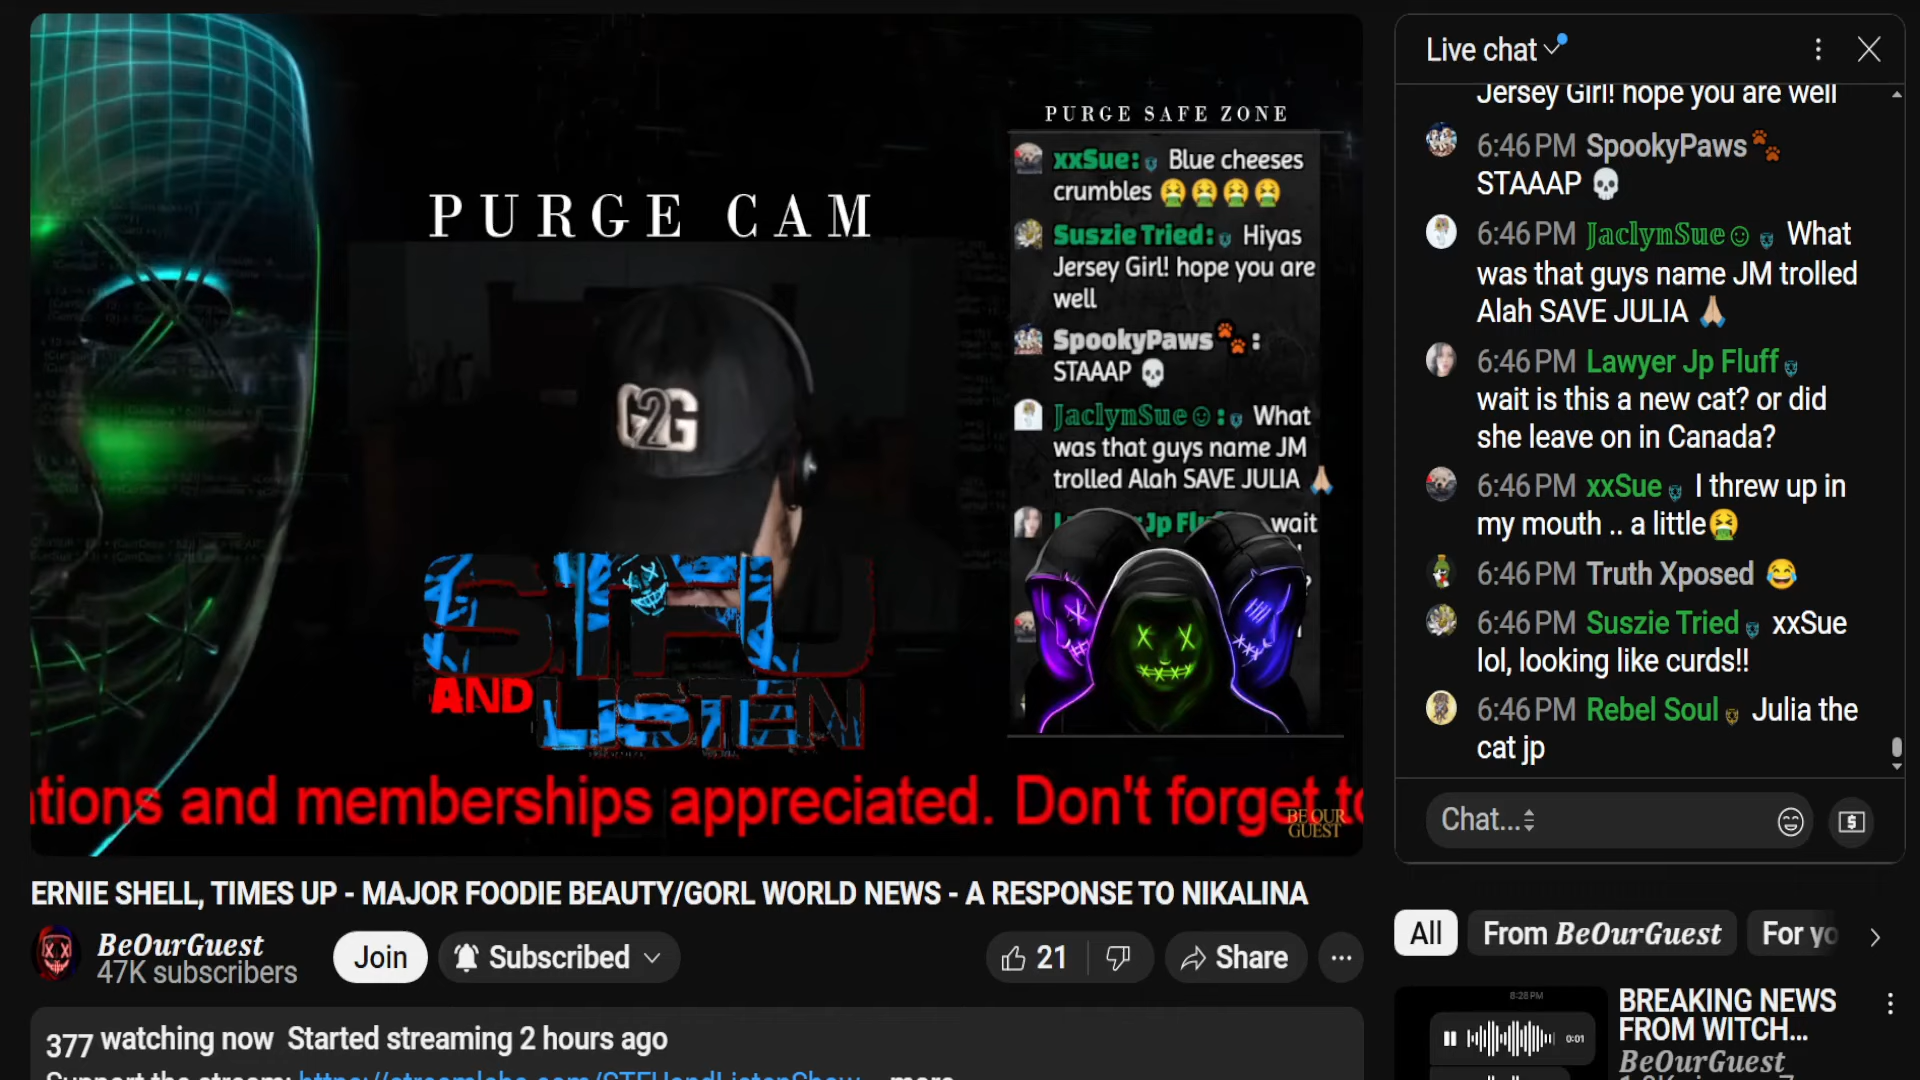 PURGE CAM
G2G
STFU
AND LISTEN
PURGE SAFE ZONE
xxSue: Blue cheeses
crumbles 🤮🤮🤮🤮
Suszie Tried: Hiyas
Jersey Girl! hope you are
well
SpookyPaws🐾:
STAAAP 💀
JaclynSue☺: What
was that guys name JM
trolled Alah SAVE JULIA 🙏🏼
Jp wait
ations and memberships appreciated. Don't forget to
BE OUR
GUEST
ERNIE SHELL, TIMES UP - MAJOR FOODIE BEAUTY/GORL WORLD NEWS - A RESPONSE TO NIKALINA
BeOurGuest
47K subscribers
Join
Subscribed
21
Share
377 watching now Started streaming 2 hours ago
Support the stream: https://streamlabs.com/STFUandListenShow ...more
Live chat
Jersey Girl! hope you are well
6:46 PM SpookyPaws🐾
STAAAP 💀
6:46 PM JaclynSue☺ What
was that guys name JM trolled
Alah SAVE JULIA 🙏🏼
6:46 PM Lawyer Jp Fluff
wait is this a new cat? or did
she leave on in Canada?
6:46 PM xxSue I threw up in
my mouth .. a little🤮
6:46 PM Truth Xposed 😂
6:46 PM Suszie Tried xxSue
lol, looking like curds!!
6:46 PM Rebel Soul Julia the
cat jp
Chat...
All
From BeOurGuest
For yo
8:28 PM
0:01
BREAKING NEWS
FROM WITCH...
BeOurGuest